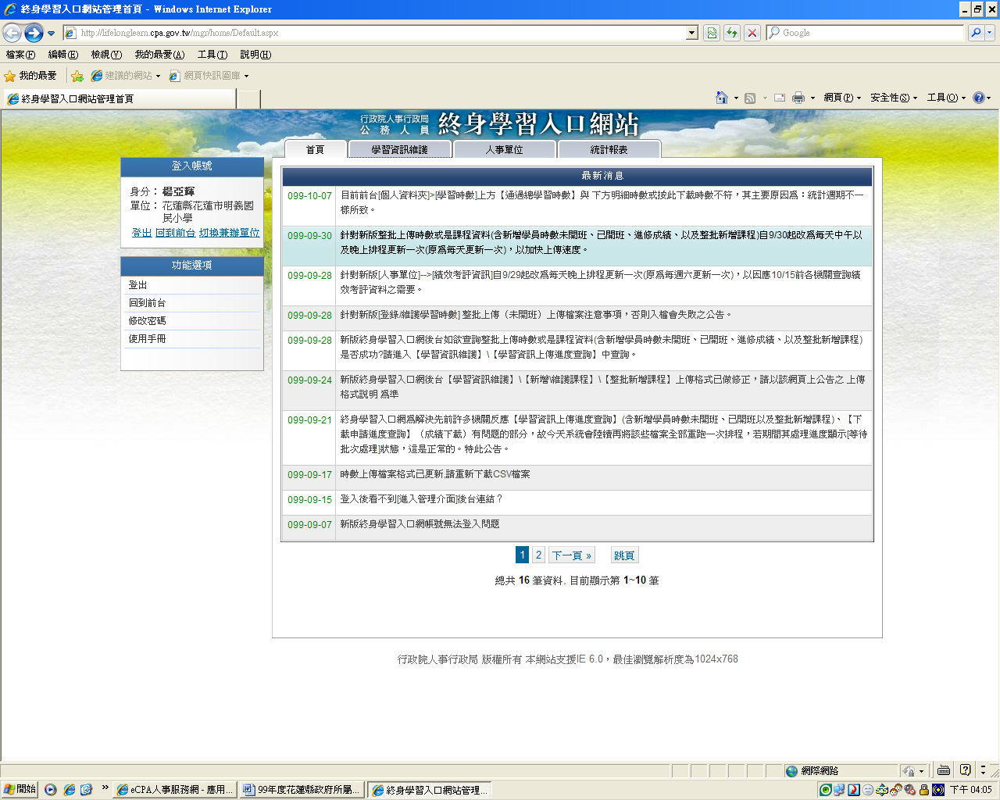 終身學習入口網站管理首頁 - Windows Internet Explorer
http://lifelonglearn.cpa.gov.tw/mgr/home/Default.aspx
Google
檔案(F) 編輯(E) 檢視(V) 我的最愛(A) 工具(T) 說明(H)
我的最愛 建議的網站 網頁快訊圖庫
終身學習入口網站管理首頁
網頁(P) 安全性(S) 工具(O)
行政院人事行政局
公務人員
終身學習入口網站
首頁 學習資訊維護 人事單位 統計報表
登入帳號
身分：楊亞輝
單位：花蓮縣花蓮市明義國
民小學
登出 回到前台 切換兼辦單位
功能選項
登出
回到前台
修改密碼
使用手冊
最新消息
099-10-07 目前前台[個人資料夾]>[學習時數]上方【通過總學習時數】與 下方明細時數或按此下載時數不符，其主要原因為：統計週期不一
樣所致。
099-09-30 針對新版整批上傳時數或是課程資料(含新增學員時數未開班、已開班、進修成績、以及整批新增課程)自9/30起改為每天中午以
及晚上排程更新一次(原為每天更新一次)，以加快上傳速度。
099-09-28 針對新版[人事單位]-->[績效考評資訊]自9/29起改為每天晚上排程更新一次(原為每週六更新一次)，以因應10/15前各機關查詢績
效考評資料之需要。
099-09-28 針對新版[登錄/維護學習時數] 整批上傳（未開班）上傳檔案注意事項，否則入檔會失敗之公告。
099-09-28 新版終身學習入口網後台如欲查詢整批上傳時數或是課程資料(含新增學員時數未開班、已開班、進修成績、以及整批新增課程)
是否成功?請進入【學習資訊維護】\【學習資訊上傳進度查詢】中查詢。
099-09-24 新版終身學習入口網後台【學習資訊維護】\【新增\維護課程】\【整批新增課程】上傳格式已做修正，請以該網頁上公告之 上傳
格式說明 為準
099-09-21 終身學習入口網為解決先前許多機關反應【學習資訊上傳進度查詢】(含新增學員時數未開班、已開班以及整批新增課程)、【下
載申請進度查詢】（成績下載）有問題的部分，故今天系統會陸續再將該些檔案全部重跑一次排程，若期間其處理進度顯示[等待
批次處理]狀態，這是正常的。特此公告。
099-09-17 時數上傳檔案格式已更新,請重新下載CSV檔案
099-09-15 登入後看不到[進入管理介面]後台連結？
099-09-07 新版終身學習入口網帳號無法登入問題
1 2 下一頁 » 跳頁
總共 16 筆資料, 目前顯示第 1~10 筆
行政院人事行政局 版權所有 本網站支援IE 6.0，最佳瀏覽解析度為1024x768
網際網路
開始 eCPA人事服務網 - 應用... 99年度花蓮縣政府所屬... 終身學習入口網站管理... 下午 04:05